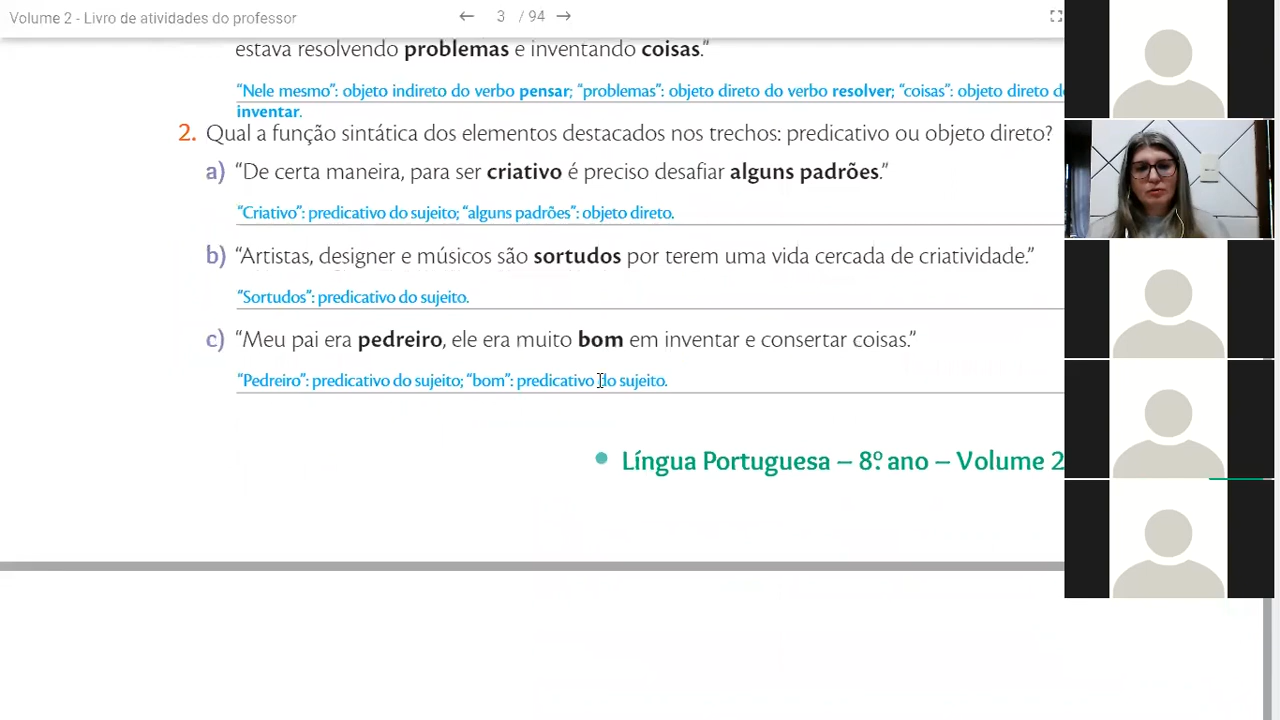 Volume 2 - Livro de atividades do professor
3 / 94
estava resolvendo problemas e inventando coisas.”
“Nele mesmo”: objeto indireto do verbo pensar; “problemas”: objeto direto do verbo resolver; “coisas”: objeto direto d
inventar.
2. Qual a função sintática dos elementos destacados nos trechos: predicativo ou objeto direto?
a) “De certa maneira, para ser criativo é preciso desafiar alguns padrões.”
“Criativo”: predicativo do sujeito; “alguns padrões”: objeto direto.
b) “Artistas, designer e músicos são sortudos por terem uma vida cercada de criatividade.”
“Sortudos”: predicativo do sujeito.
c) “Meu pai era pedreiro, ele era muito bom em inventar e consertar coisas.”
“Pedreiro”: predicativo do sujeito; “bom”: predicativo do sujeito.
• Língua Portuguesa – 8º. ano – Volume 2